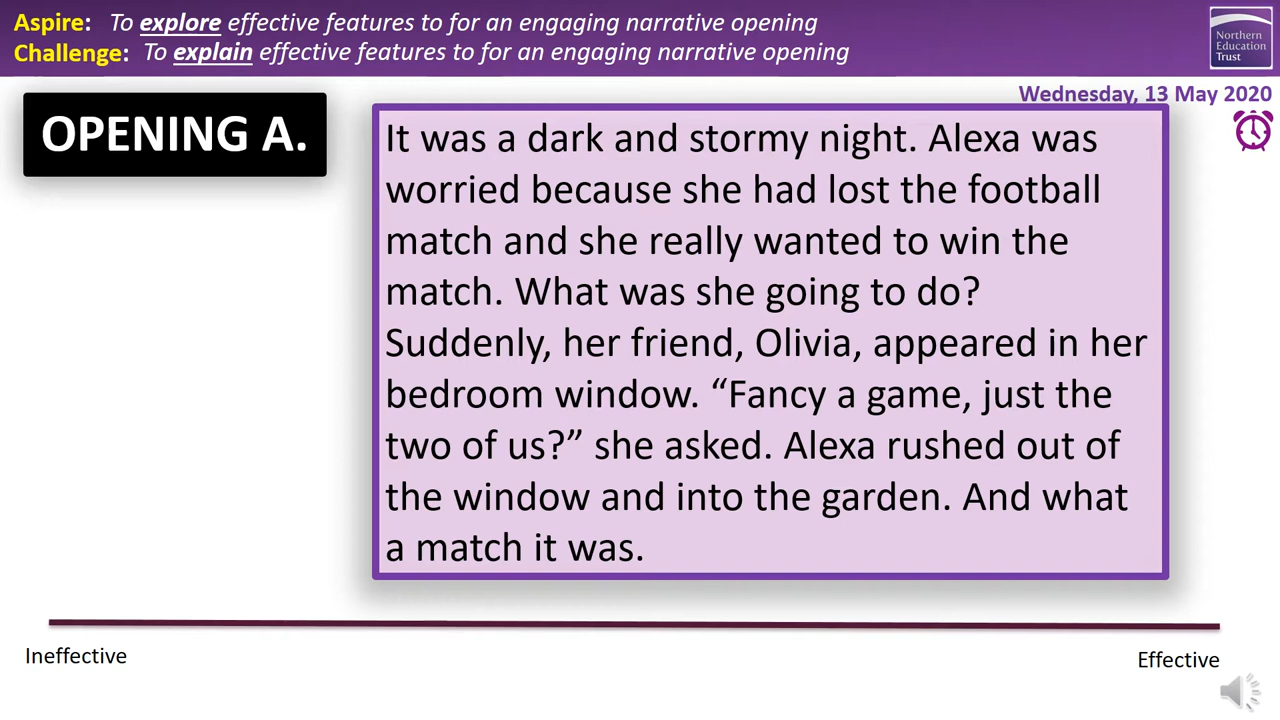 Aspire: To explore effective features to for an engaging narrative opening
Challenge: To explain effective features to for an engaging narrative opening
Northern
Education
Trust
Wednesday, 13 May 2020
OPENING A.
It was a dark and stormy night. Alexa was
worried because she had lost the football
match and she really wanted to win the
match. What was she going to do?
Suddenly, her friend, Olivia, appeared in her
bedroom window. “Fancy a game, just the
two of us?” she asked. Alexa rushed out of
the window and into the garden. And what
a match it was.
Ineffective
Effective